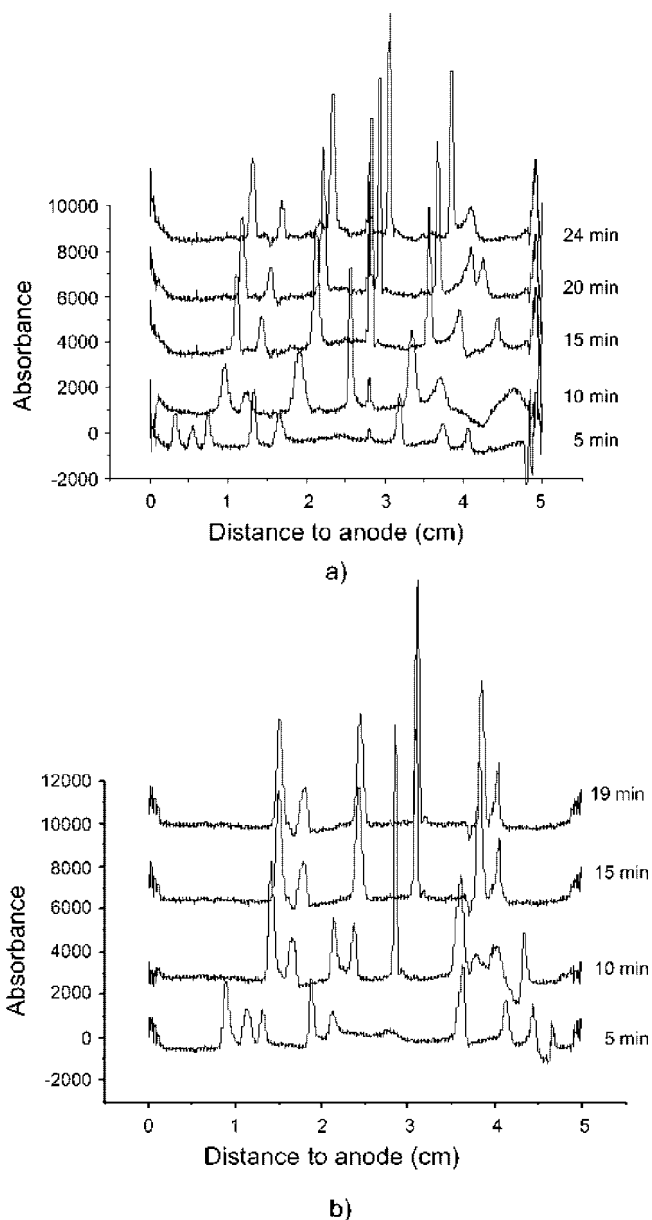 10000
8000
6000
4000
2000
0
-2000
Absorbance
24 min
20 min
15 min
10 min
5 min
0 1 2 3 4 5
Distance to anode (cm)
a)
12000
10000
8000
6000
4000
2000
0
-2000
Absorbance
19 min
15 min
10 min
5 min
0 1 2 3 4 5
Distance to anode (cm)
b)